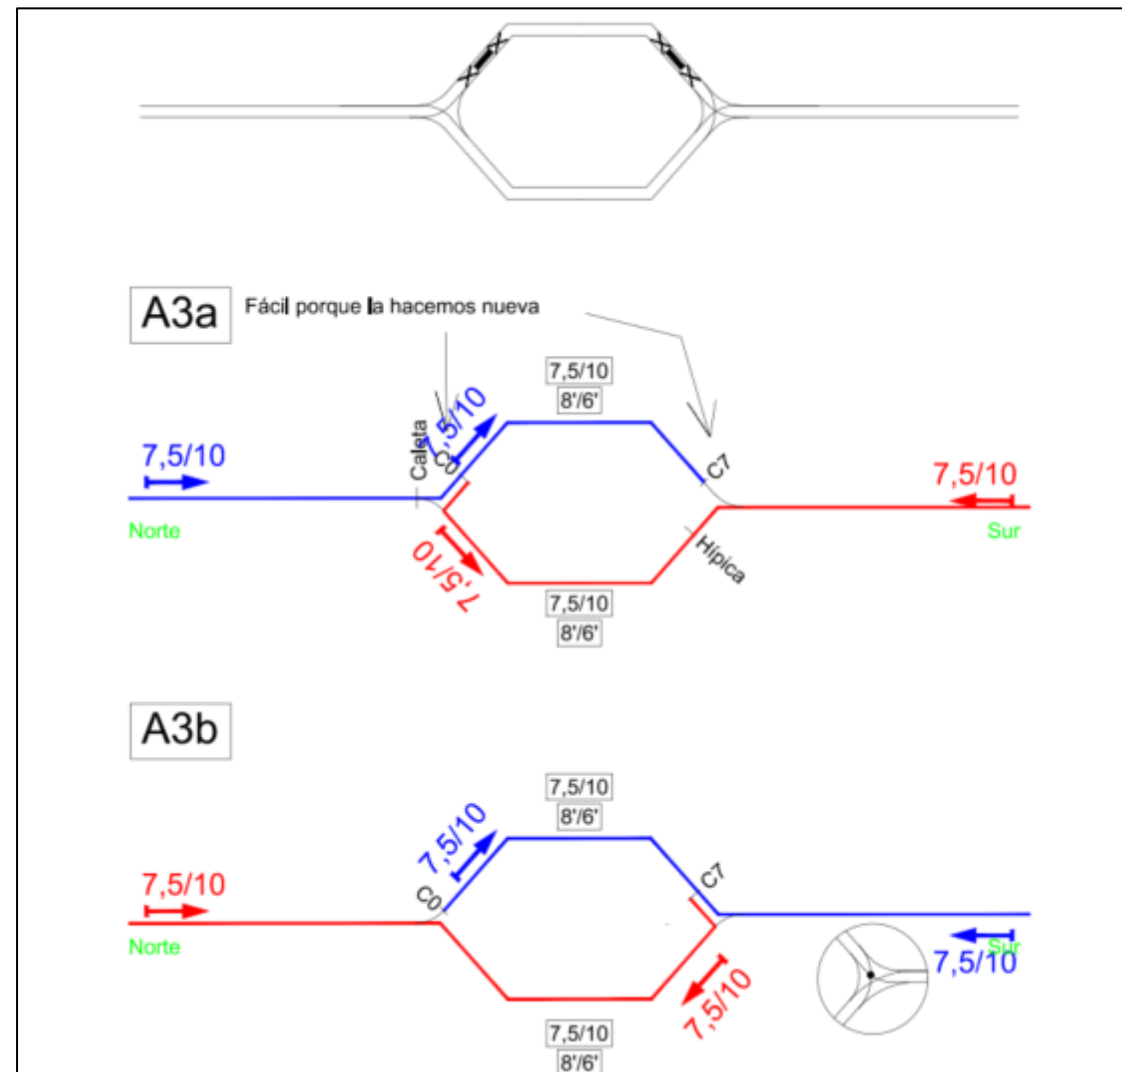 A3a
Fácil porque la hacemos nueva
7,5/10
8'/6'
7,5/10
Caleta
C0
7,5/10
C7
7,5/10
Norte
Sur
7,5/10
Hípica
7,5/10
8'/6'
A3b
7,5/10
8'/6'
7,5/10
7,5/10
C0
C7
Norte
Sur
7,5/10
7,5/10
7,5/10
8'/6'